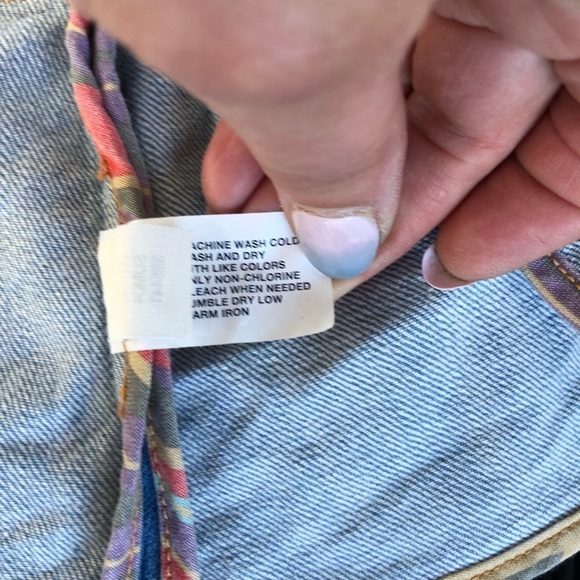 ACHINE WASH COLD
ASH AND DRY
TH LIKE COLORS
NLY NON-CHLORINE
LEACH WHEN NEEDED
UMBLE DRY LOW
ARM IRON